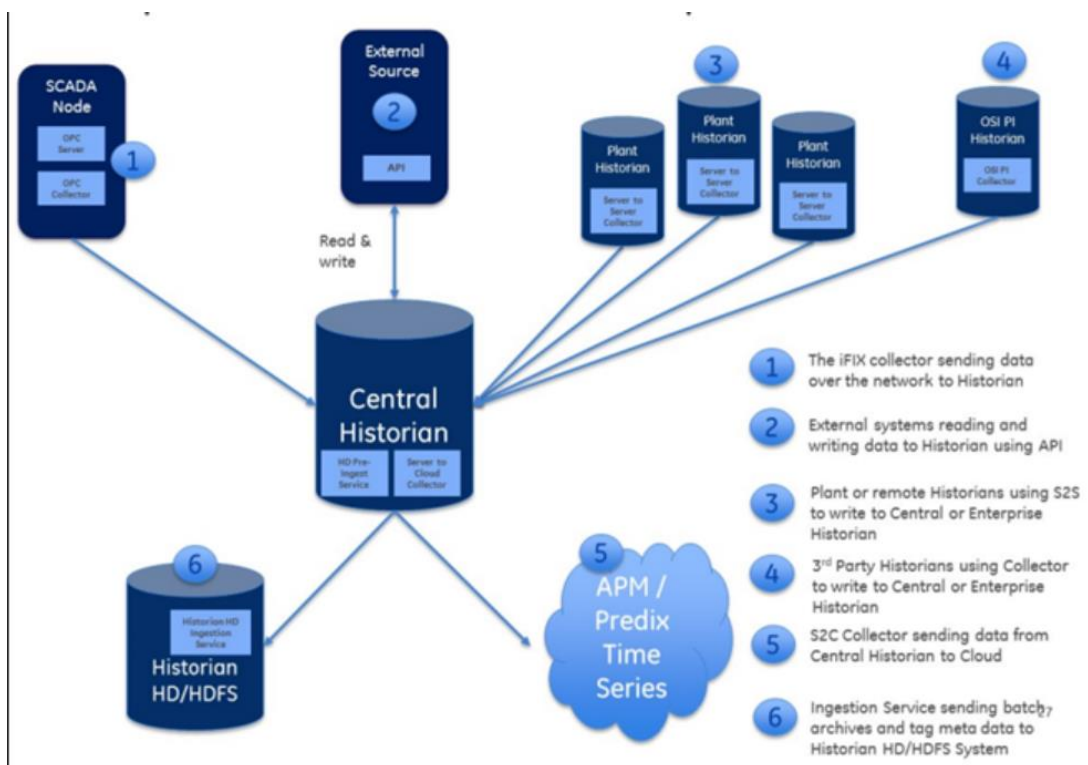 SCADA
Node
OPC
Server
OPC
Collector
1
External
Source
2
API
Read &
write
3
Plant
Historian
Server to
Server
Collector
Plant
Historian
Server to
Server
Collector
Plant
Historian
Server to
Server
Collector
4
OSI PI
Historian
OSI PI
Collector
Central
Historian
HD Pre-
Ingest
Service
Server to
Cloud
Collector
6
Historion HD
Ingestion
Service
Historian
HD/HDFS
5
APM /
Predix
Time
Series
1
The iFIX collector sending data
over the network to Historian
2
External systems reading and
writing data to Historian using API
3
Plant or remote Historians using S2S
to write to Central or Enterprise
Historian
4
3rd Party Historians using Collector
to write to Central or Enterprise
Historian
5
S2C Collector sending data from
Central Historian to Cloud
6
Ingestion Service sending batch
27
archives and tag meta data to
Historian HD/HDFS System